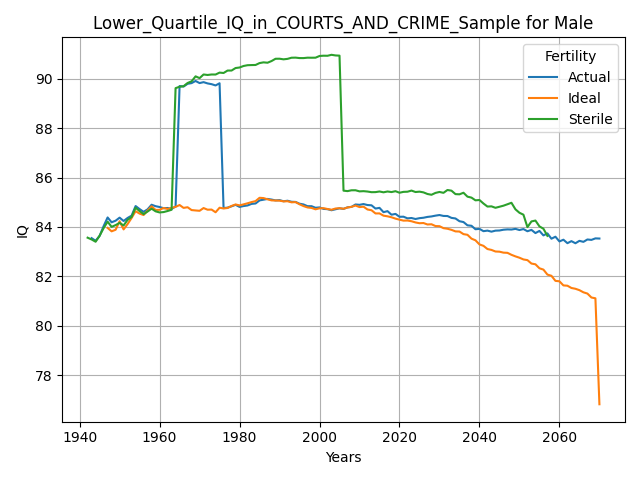 Lower_Quartile_IQ_in_COURTS_AND_CRIME_Sample for Male
Fertility
Actual
Ideal
Sterile
IQ
90
88
86
84
82
80
78
1940
1960
1980
2000
2020
2040
2060
Years